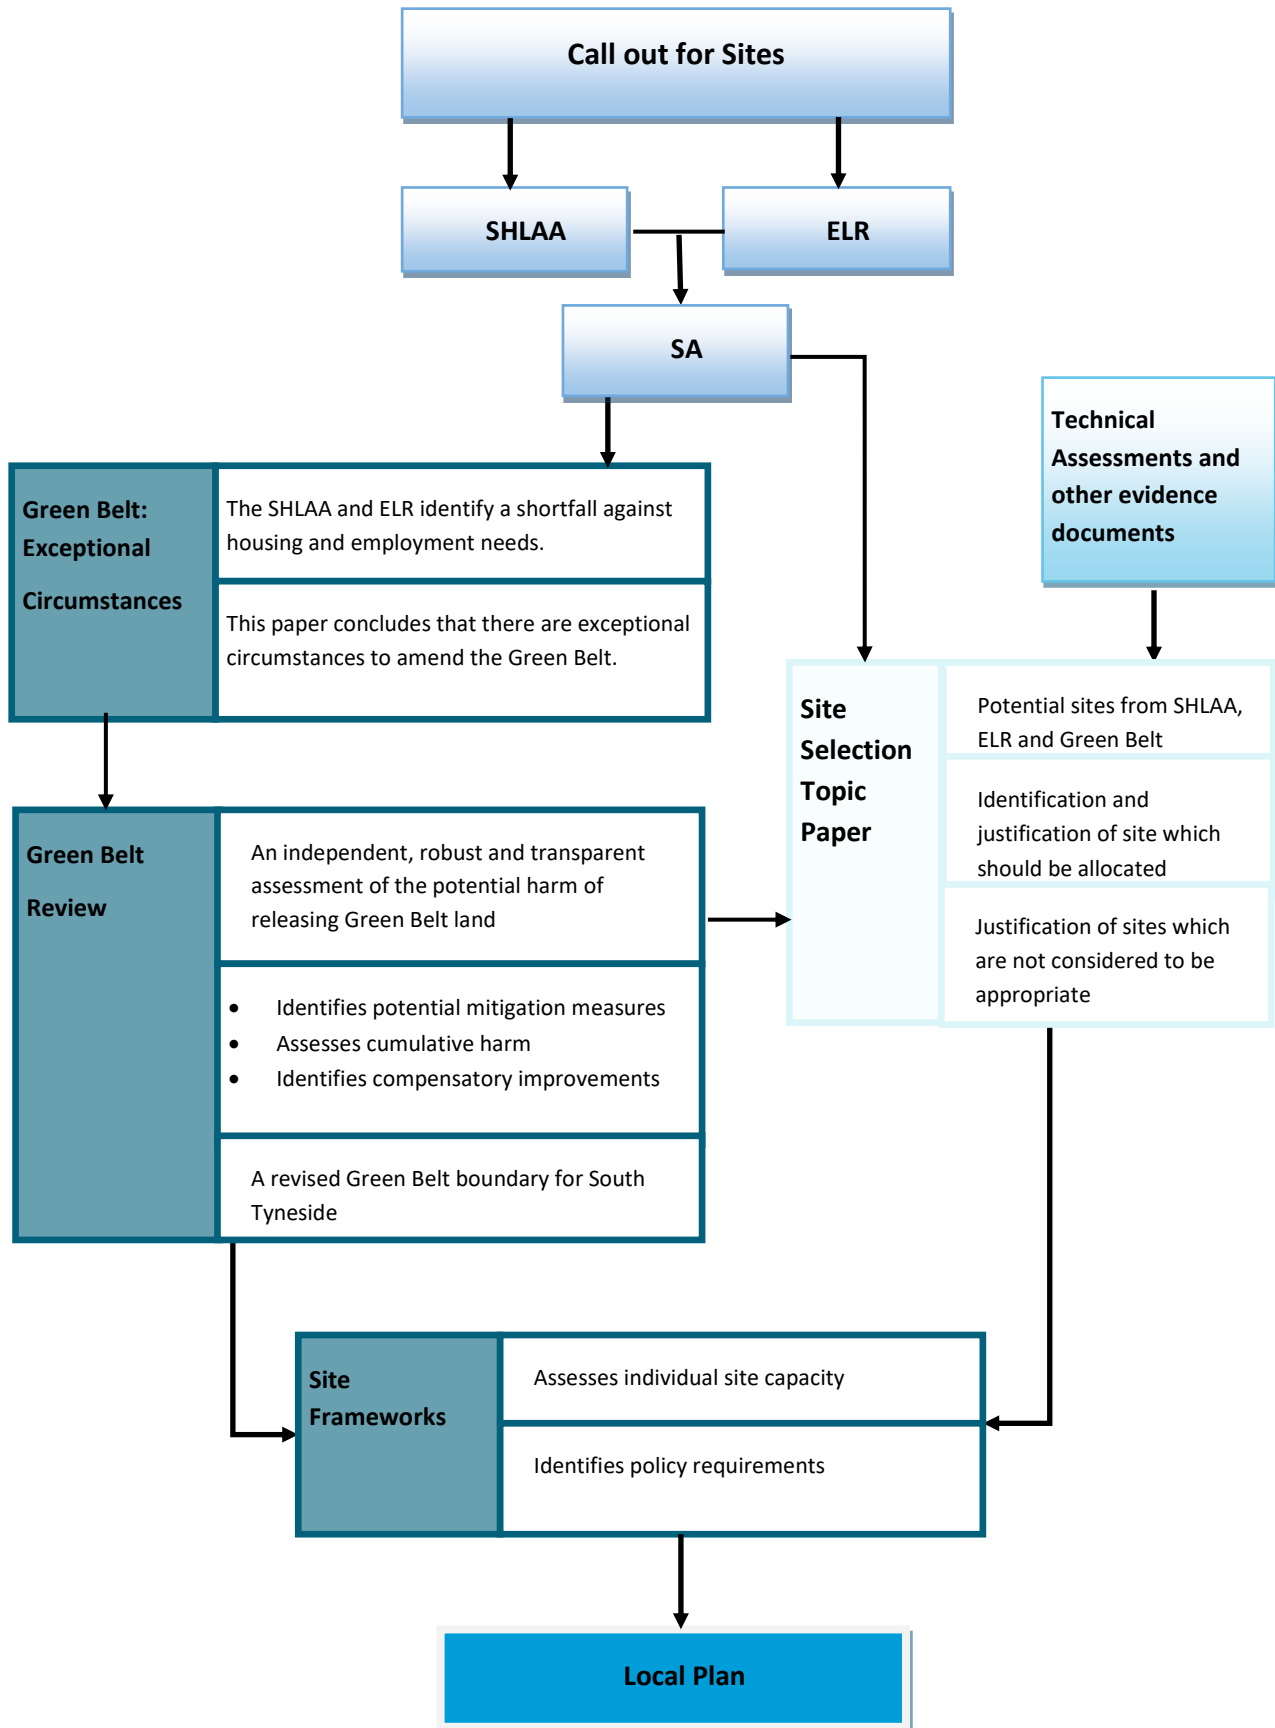 Call out for Sites
SHLAA
ELR
SA
Technical
Assessments and
other evidence
documents
Green Belt:
Exceptional
Circumstances
The SHLAA and ELR identify a shortfall against
housing and employment needs.
This paper concludes that there are exceptional
circumstances to amend the Green Belt.
Site
Selection
Topic
Paper
Potential sites from SHLAA,
ELR and Green Belt
Identification and
justification of site which
should be allocated
Justification of sites which
are not considered to be
appropriate
Green Belt
Review
An independent, robust and transparent
assessment of the potential harm of
releasing Green Belt land
• Identifies potential mitigation measures
• Assesses cumulative harm
• Identifies compensatory improvements
A revised Green Belt boundary for South
Tyneside
Site
Frameworks
Assesses individual site capacity
Identifies policy requirements
Local Plan